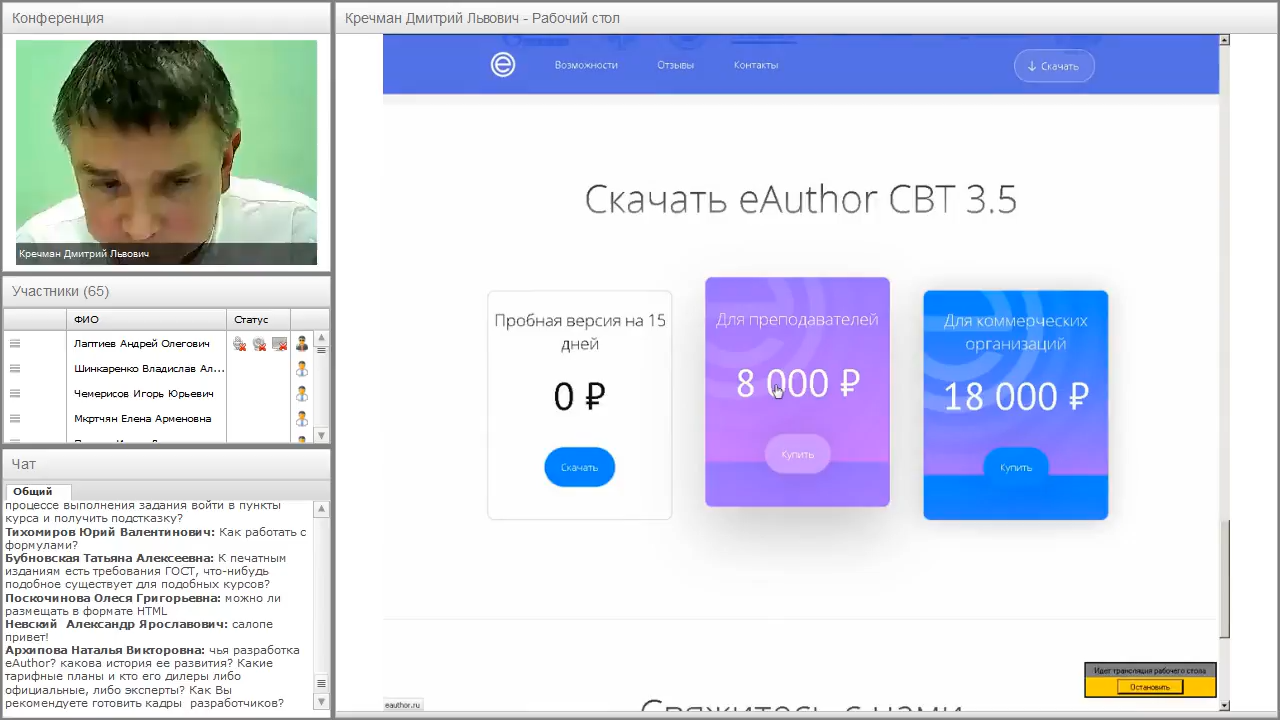 Конференция
Кречман Дмитрий Львович
Участники (65)
ФИО Статус
Лаптиев Андрей Олегович
Шинкаренко Владислав Ал...
Чемерисов Игорь Юрьевич
Мкртчян Елена Арменовна
Чат
Общий
процессе выполнения задания войти в пункты
курса и получить подстказку?
Тихомиров Юрий Валентинович: Как работать с
формулами?
Бубновская Татьяна Алексеевна: К печатным
изданиям есть требования ГОСТ, что-нибудь
подобное существует для подобных курсов?
Поскочинова Олеся Григорьевна: можно ли
размещать в формате HTML
Невский Александр Ярославович: салопе
привет!
Архипова Наталья Викторовна: чья разработка
eAuthor? какова история ее развития? Какие
тарифные планы и кто его дилеры либо
официозные, либо эксперты? Как Вы
рекомендуете готовить кадры разработчиков?
Кречман Дмитрий Львович - Рабочий стол
e Возможности Отзывы Контакты ↓ Скачать
Скачать eAuthor CBT 3.5
Пробная версия на 15
дней
0 ₽
Скачать
Для преподавателей
8 000 ₽
Купить
Для коммерческих
организаций
18 000 ₽
Купить
Свяжитесь с нами
Идет трансляция рабочего стола
Остановить
eauthor.ru